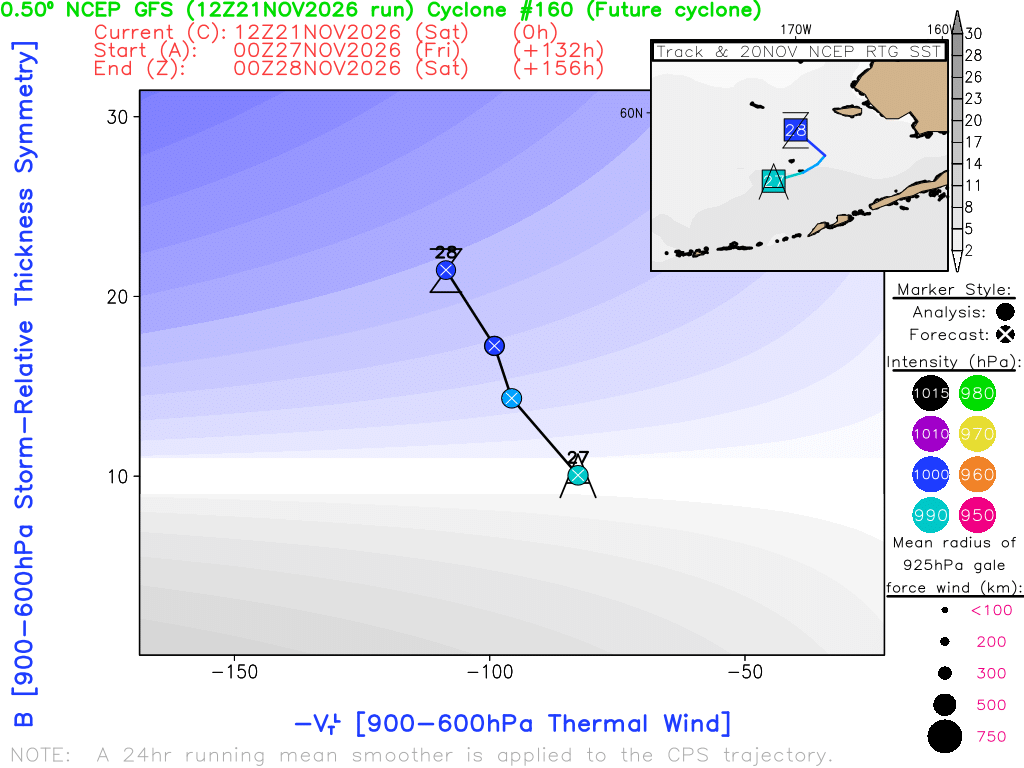 0.50° NCEP GFS (12Z21NOV2026 run) Cyclone #160 (Future cyclone)
Current (C): 12Z21NOV2026 (Sat) (0h)
Start (A): 00Z27NOV2026 (Fri) (+132h)
End (Z): 00Z28NOV2026 (Sat) (+156h)
170W 160
Track & 20NOV NCEP RTG SST
60N
28
30
28
26
23
20
17
14
11
8
5
2
B [900-600hPa Storm-Relative Thickness Symmetry]
30
20
10
28
27
-150 -100 -50
-V_T^L [900-600hPa Thermal Wind]
Marker Style:
Analysis:
Forecast:
Intensity (hPa):
1015 980
1010 970
1000 960
990 950
Mean radius of
925hPa gale
force wind (km):
<100
200
300
500
750
NOTE: A 24hr running mean smoother is applied to the CPS trajectory.